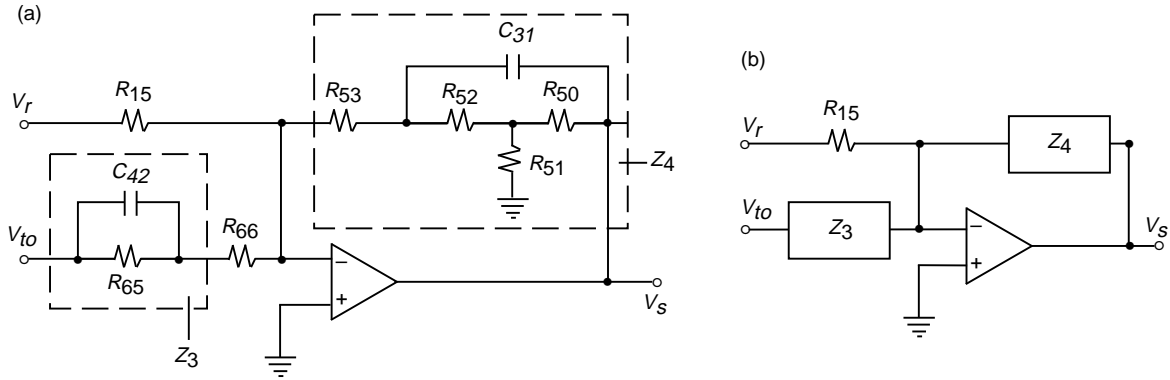 (a)
C31
R53
R52
R50
Vr
R15
R51
Z4
C42
Vto
R66
R65
−
+
Vs
Z3
(b)
R15
Vr
Z4
Vto
Z3
−
+
Vs